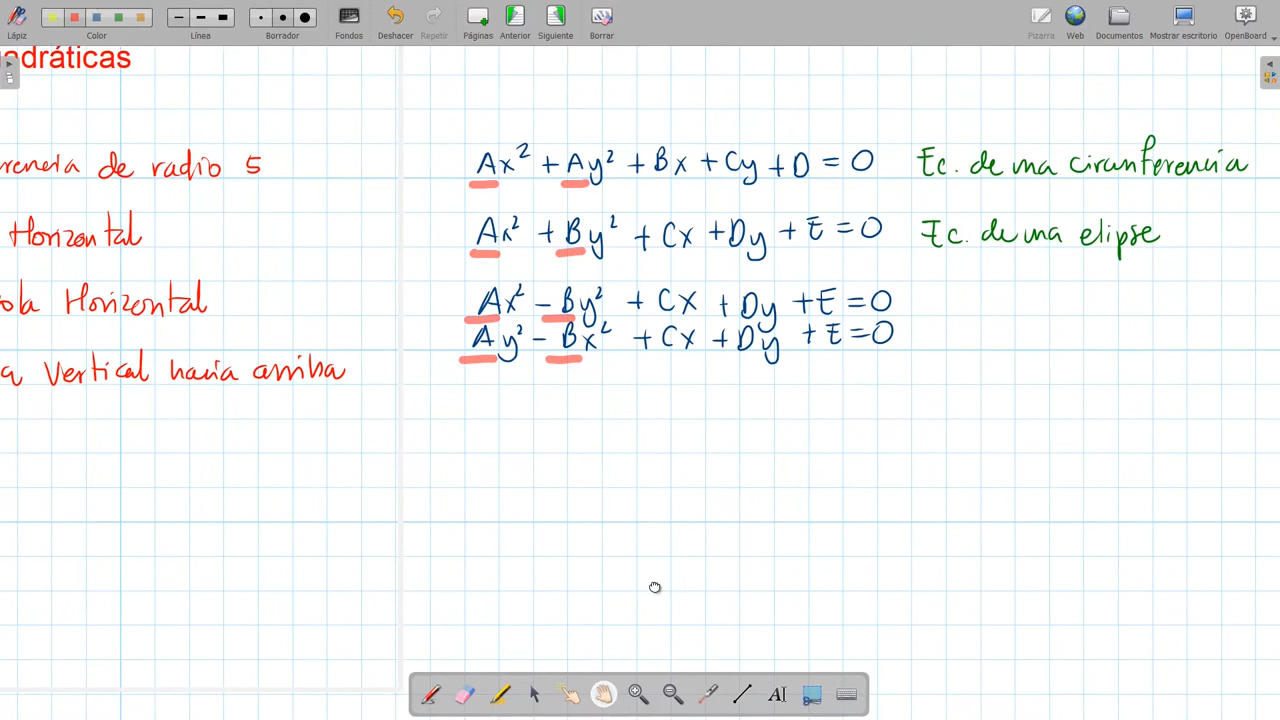 Lápiz Color Línea Borrador Fondos Deshacer Repetir Páginas Anterior Siguiente Borrar Pizarra Web Documentos Mostrar escritorio OpenBoard
adráticas
Ax² + Ay² + Bx + Cy + D = 0 Ec. de una circunferencia
rencia de radio 5
Ax² + By² + Cx + Dy + E = 0 Ec. de una elipse
Horizontal
Ax² - By² + Cx + Dy + E = 0
ola Horizontal
Ay² - Bx² + Cx + Dy + E = 0
a Vertical hacia arriba